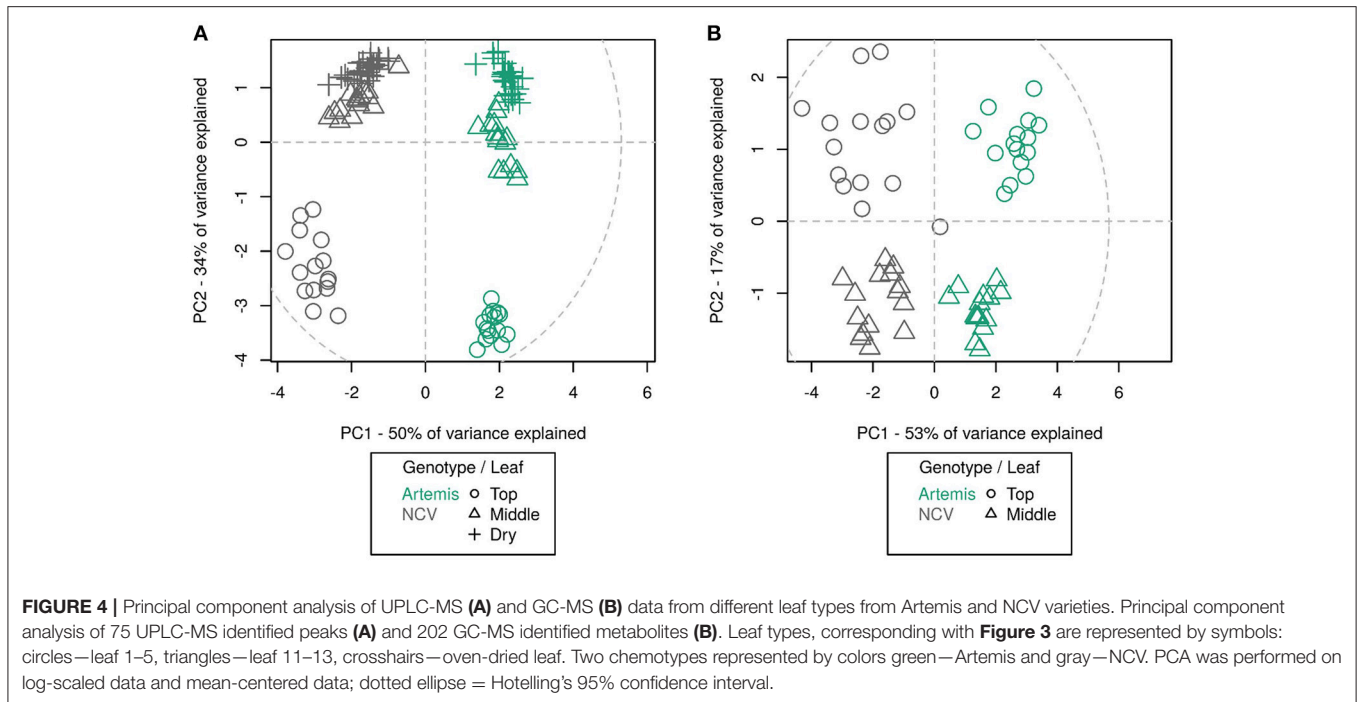 A
PC2 - 34% of variance explained
1
0
-1
-2
-3
-4
-4
-2
0
2
4
6
PC1 - 50% of variance explained
Genotype / Leaf
Artemis
Top
NCV
Middle
Dry
B
PC2 - 17% of variance explained
2
1
0
-1
-4
-2
0
2
4
6
PC1 - 53% of variance explained
Genotype / Leaf
Artemis
Top
NCV
Middle
FIGURE 4 | Principal component analysis of UPLC-MS (A) and GC-MS (B) data from different leaf types from Artemis and NCV varieties. Principal component
analysis of 75 UPLC-MS identified peaks (A) and 202 GC-MS identified metabolites (B). Leaf types, corresponding with Figure 3 are represented by symbols:
circles—leaf 1–5, triangles—leaf 11–13, crosshairs—oven-dried leaf. Two chemotypes represented by colors green—Artemis and gray—NCV. PCA was performed on
log-scaled data and mean-centered data; dotted ellipse = Hotelling's 95% confidence interval.